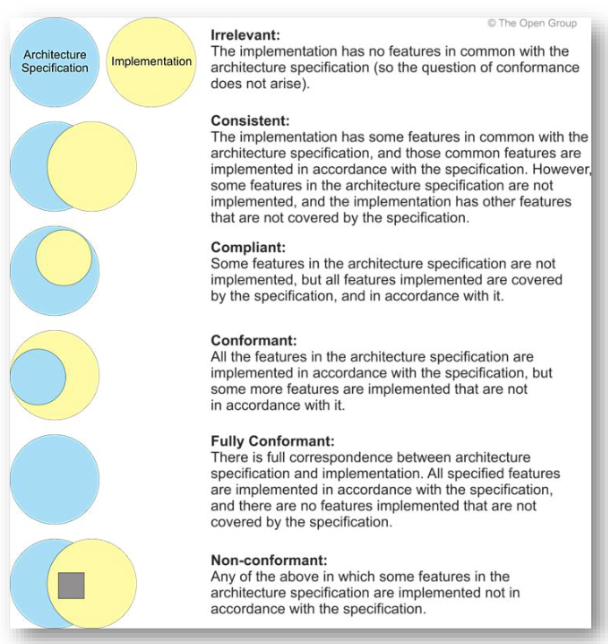 © The Open Group
Architecture
Specification
Implementation
Irrelevant:
The implementation has no features in common with the
architecture specification (so the question of conformance
does not arise).
Consistent:
The implementation has some features in common with the
architecture specification, and those common features are
implemented in accordance with the specification. However,
some features in the architecture specification are not
implemented, and the implementation has other features
that are not covered by the specification.
Compliant:
Some features in the architecture specification are not
implemented, but all features implemented are covered
by the specification, and in accordance with it.
Conformant:
All the features in the architecture specification are
implemented in accordance with the specification, but
some more features are implemented that are not
in accordance with it.
Fully Conformant:
There is full correspondence between architecture
specification and implementation. All specified features
are implemented in accordance with the specification,
and there are no features implemented that are not
covered by the specification.
Non-conformant:
Any of the above in which some features in the
architecture specification are implemented not in
accordance with the specification.